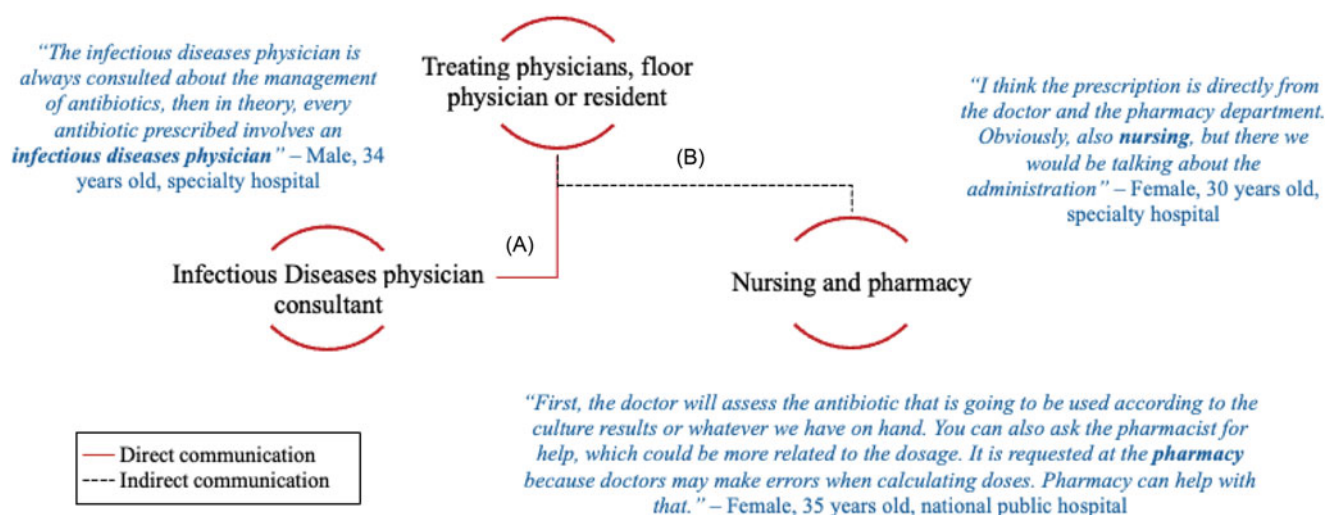 “The infectious diseases physician is
always consulted about the management
of antibiotics, then in theory, every
antibiotic prescribed involves an
infectious diseases physician” – Male, 34
years old, specialty hospital
Treating physicians, floor
physician or resident
“I think the prescription is directly from
the doctor and the pharmacy department.
Obviously, also nursing, but there we
would be talking about the
administration” – Female, 30 years old,
specialty hospital
(B)
(A)
Infectious Diseases physician
consultant
Nursing and pharmacy
“First, the doctor will assess the antibiotic that is going to be used according to the
culture results or whatever we have on hand. You can also ask the pharmacist for
help, which could be more related to the dosage. It is requested at the pharmacy
because doctors may make errors when calculating doses. Pharmacy can help with
that.” – Female, 35 years old, national public hospital
Direct communication
Indirect communication